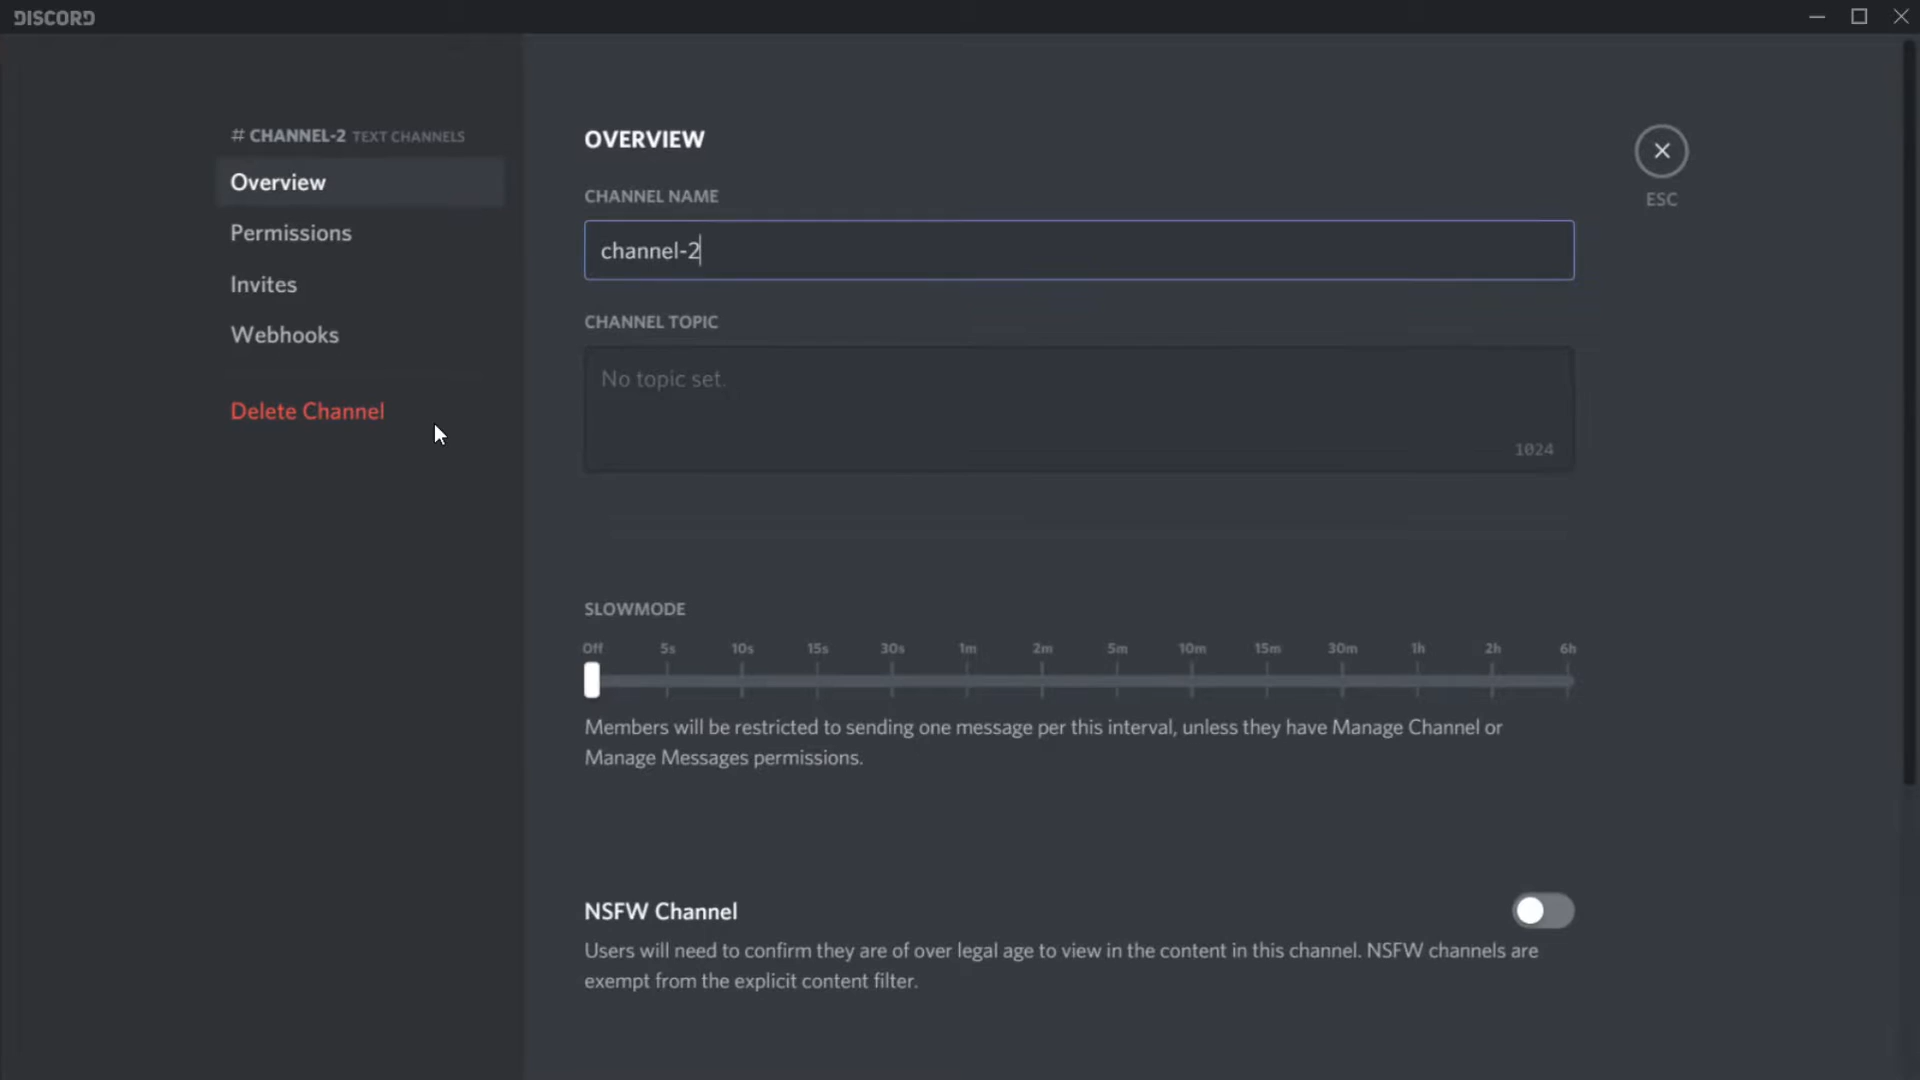 DISCORD
# CHANNEL-2 TEXT CHANNELS
Overview
Permissions
Invites
Webhooks
Delete Channel
OVERVIEW
CHANNEL NAME
channel-2
CHANNEL TOPIC
No topic set.
1024
ESC
SLOWMODE
Off 5s 10s 15s 30s 1m 2m 5m 10m 15m 30m 1h 2h 6h
Members will be restricted to sending one message per this interval, unless they have Manage Channel or
Manage Messages permissions.
NSFW Channel
Users will need to confirm they are of over legal age to view in the content in this channel. NSFW channels are
exempt from the explicit content filter.